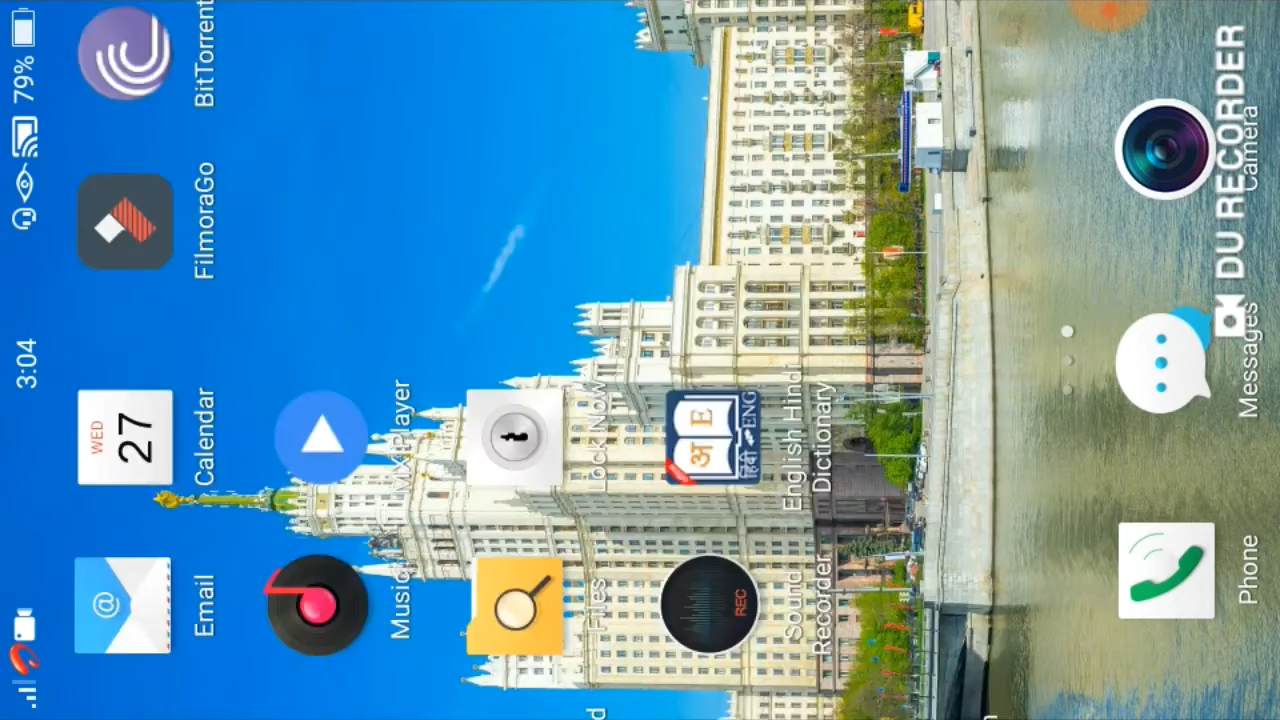 3:04 79%
@ WED
27
Email Calendar FilmoraGo BitTorrent
Music MX Player
Files Lock Now
REC
अ E
हिंदी ENG
Sound Recorder
English Hindi Dictionary
Phone Messages Camera
DU RECORDER